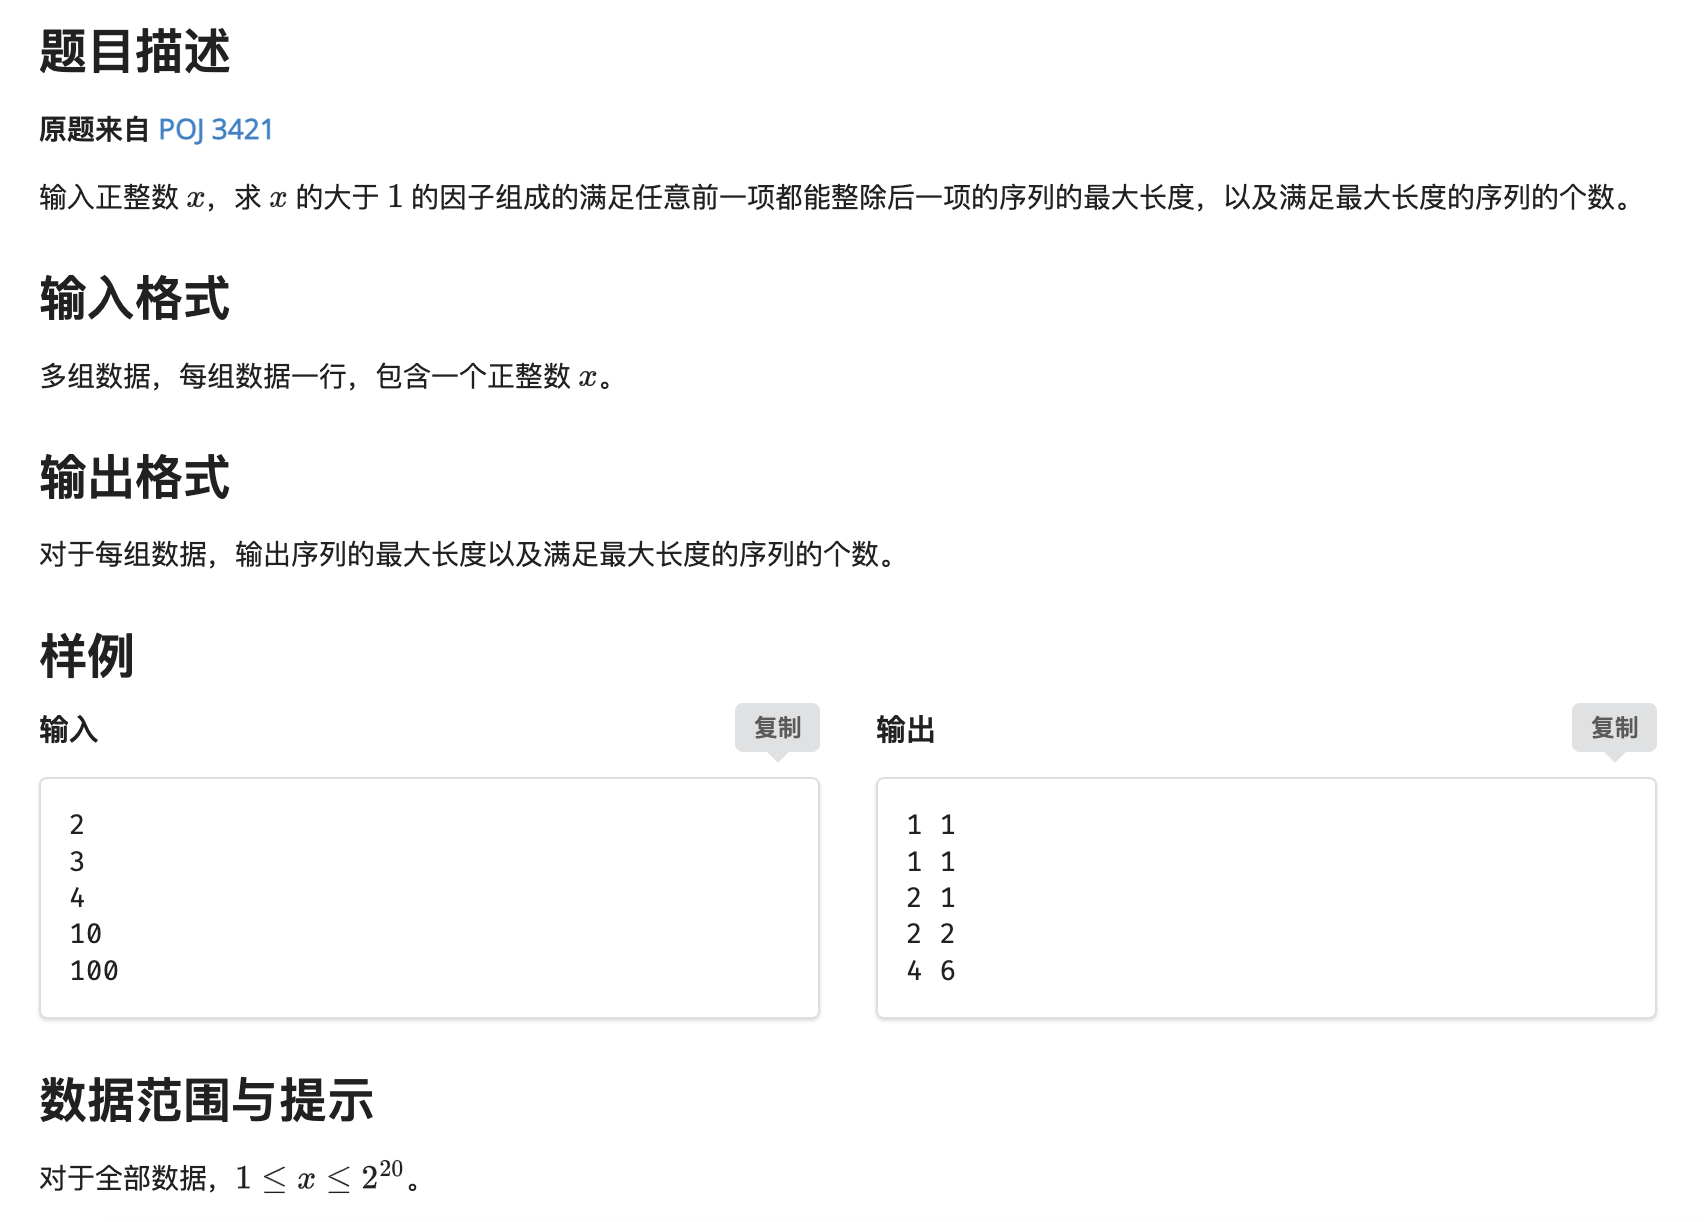 题目描述
原题来自 POJ 3421
输入正整数 x，求 x 的大于 1 的因子组成的满足任意前一项都能整除后一项的序列的最大长度，以及满足最大长度的序列的个数。
输入格式
多组数据，每组数据一行，包含一个正整数 x。
输出格式
对于每组数据，输出序列的最大长度以及满足最大长度的序列的个数。
样例
输入
复制
2
3
4
10
100
输出
复制
1 1
1 1
2 1
2 2
4 6
数据范围与提示
对于全部数据，1 ≤ x ≤ 2^20。